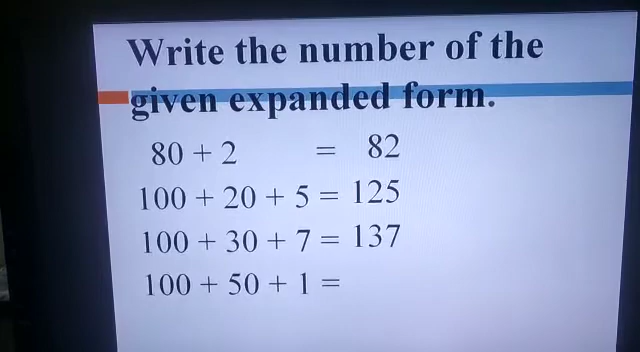 Write the number of the
given expanded form.
80 + 2 = 82
100 + 20 + 5 = 125
100 + 30 + 7 = 137
100 + 50 + 1 =